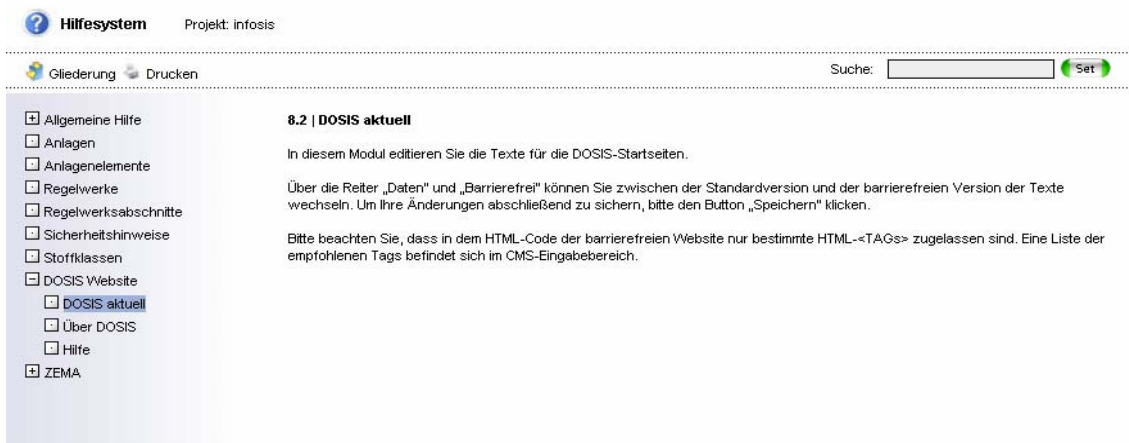 Hilfesystem Projekt: infosis
Gliederung Drucken Suche: Set
Allgemeine Hilfe
Anlagen
Anlagenelemente
Regelwerke
Regelwerksabschnitte
Sicherheitshinweise
Stoffklassen
DOSIS Website
DOSIS aktuell
Über DOSIS
Hilfe
ZEMA
8.2 | DOSIS aktuell
In diesem Modul editieren Sie die Texte für die DOSIS-Startseiten.
Über die Reiter „Daten" und „Barrierefrei" können Sie zwischen der Standardversion und der barrierefreien Version der Texte
wechseln. Um Ihre Änderungen abschließend zu sichern, bitte den Button „Speichern" klicken.
Bitte beachten Sie, dass in dem HTML-Code der barrierefreien Website nur bestimmte HTML-<TAGs> zugelassen sind. Eine Liste der
empfohlenen Tags befindet sich im CMS-Eingabebereich.